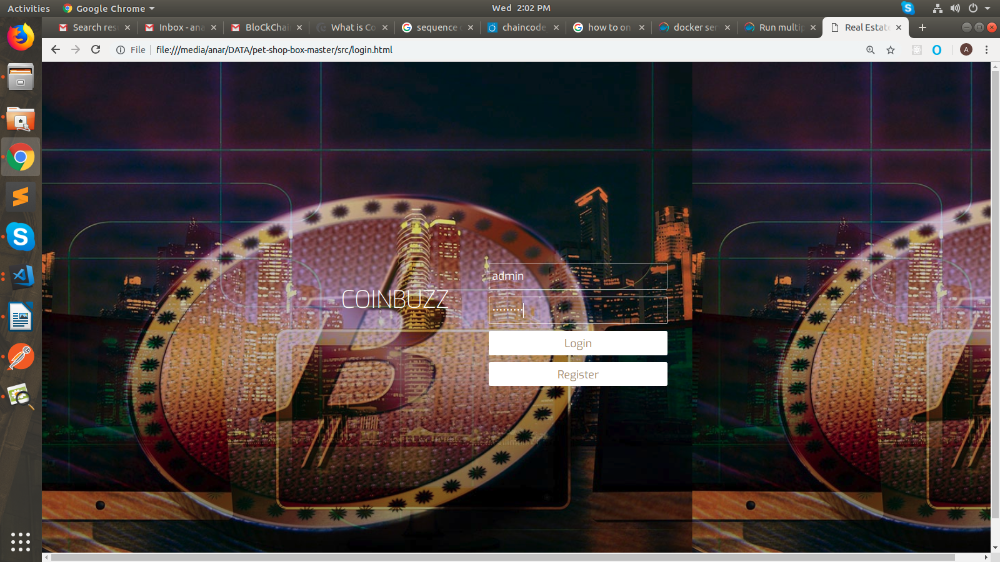 Activities
Google Chrome
Wed 2:02 PM
Search res
Inbox - ana
BloCkChai
What is Co
sequence
chaincode
how to on
docker ser
Run multip
Real Estate
File
file:///media/anar/DATA/pet-shop-box-master/src/login.html
A
COINBUZZ
admin
Login
Register